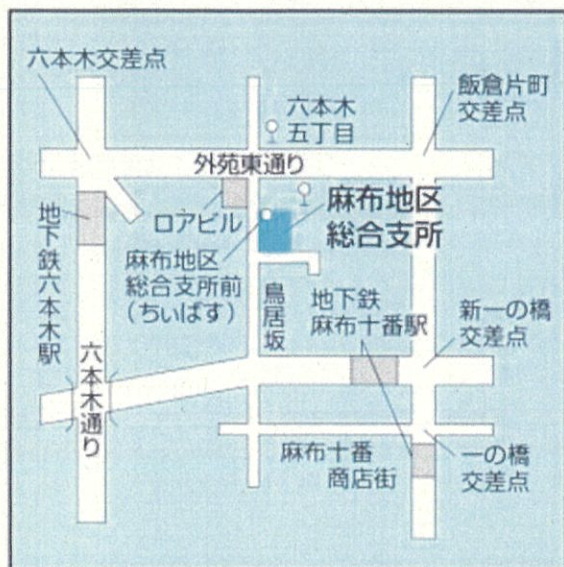 六本木交差点
飯倉片町
交差点
六本木
五丁目
外苑東通り
ロアビル
麻布地区
総合支所
地下鉄六本木駅
麻布地区
総合支所前
（ちぃばす）
鳥居坂
地下鉄
麻布十番駅
新一の橋
交差点
六本木通り
麻布十番
商店街
一の橋
交差点